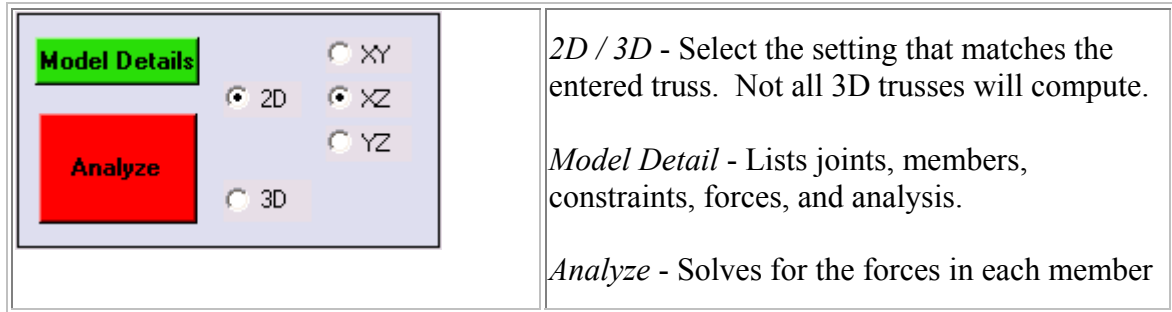 Model Details
Analyze
2D
3D
XY
XZ
YZ
2D / 3D - Select the setting that matches the
entered truss.  Not all 3D trusses will compute.
Model Detail - Lists joints, members,
constraints, forces, and analysis.
Analyze - Solves for the forces in each member